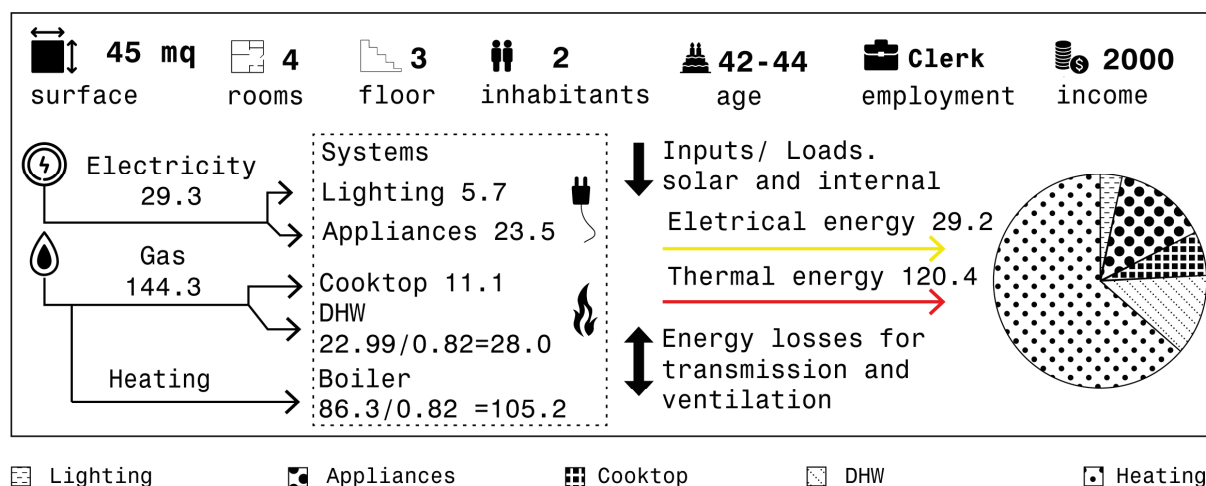 45 mq
surface
4
rooms
3
floor
2
inhabitants
42-44
age
Clerk
employment
2000
income
Electricity
29.3
Gas
144.3
Heating
Systems
Lighting 5.7
Appliances 23.5
Cooktop 11.1
DHW
22.99/0.82=28.0
Boiler
86.3/0.82 =105.2
Inputs/ Loads.
solar and internal
Eletrical energy 29.2
Thermal energy 120.4
Energy losses for
transmission and
ventilation
Lighting
Appliances
Cooktop
DHW
Heating